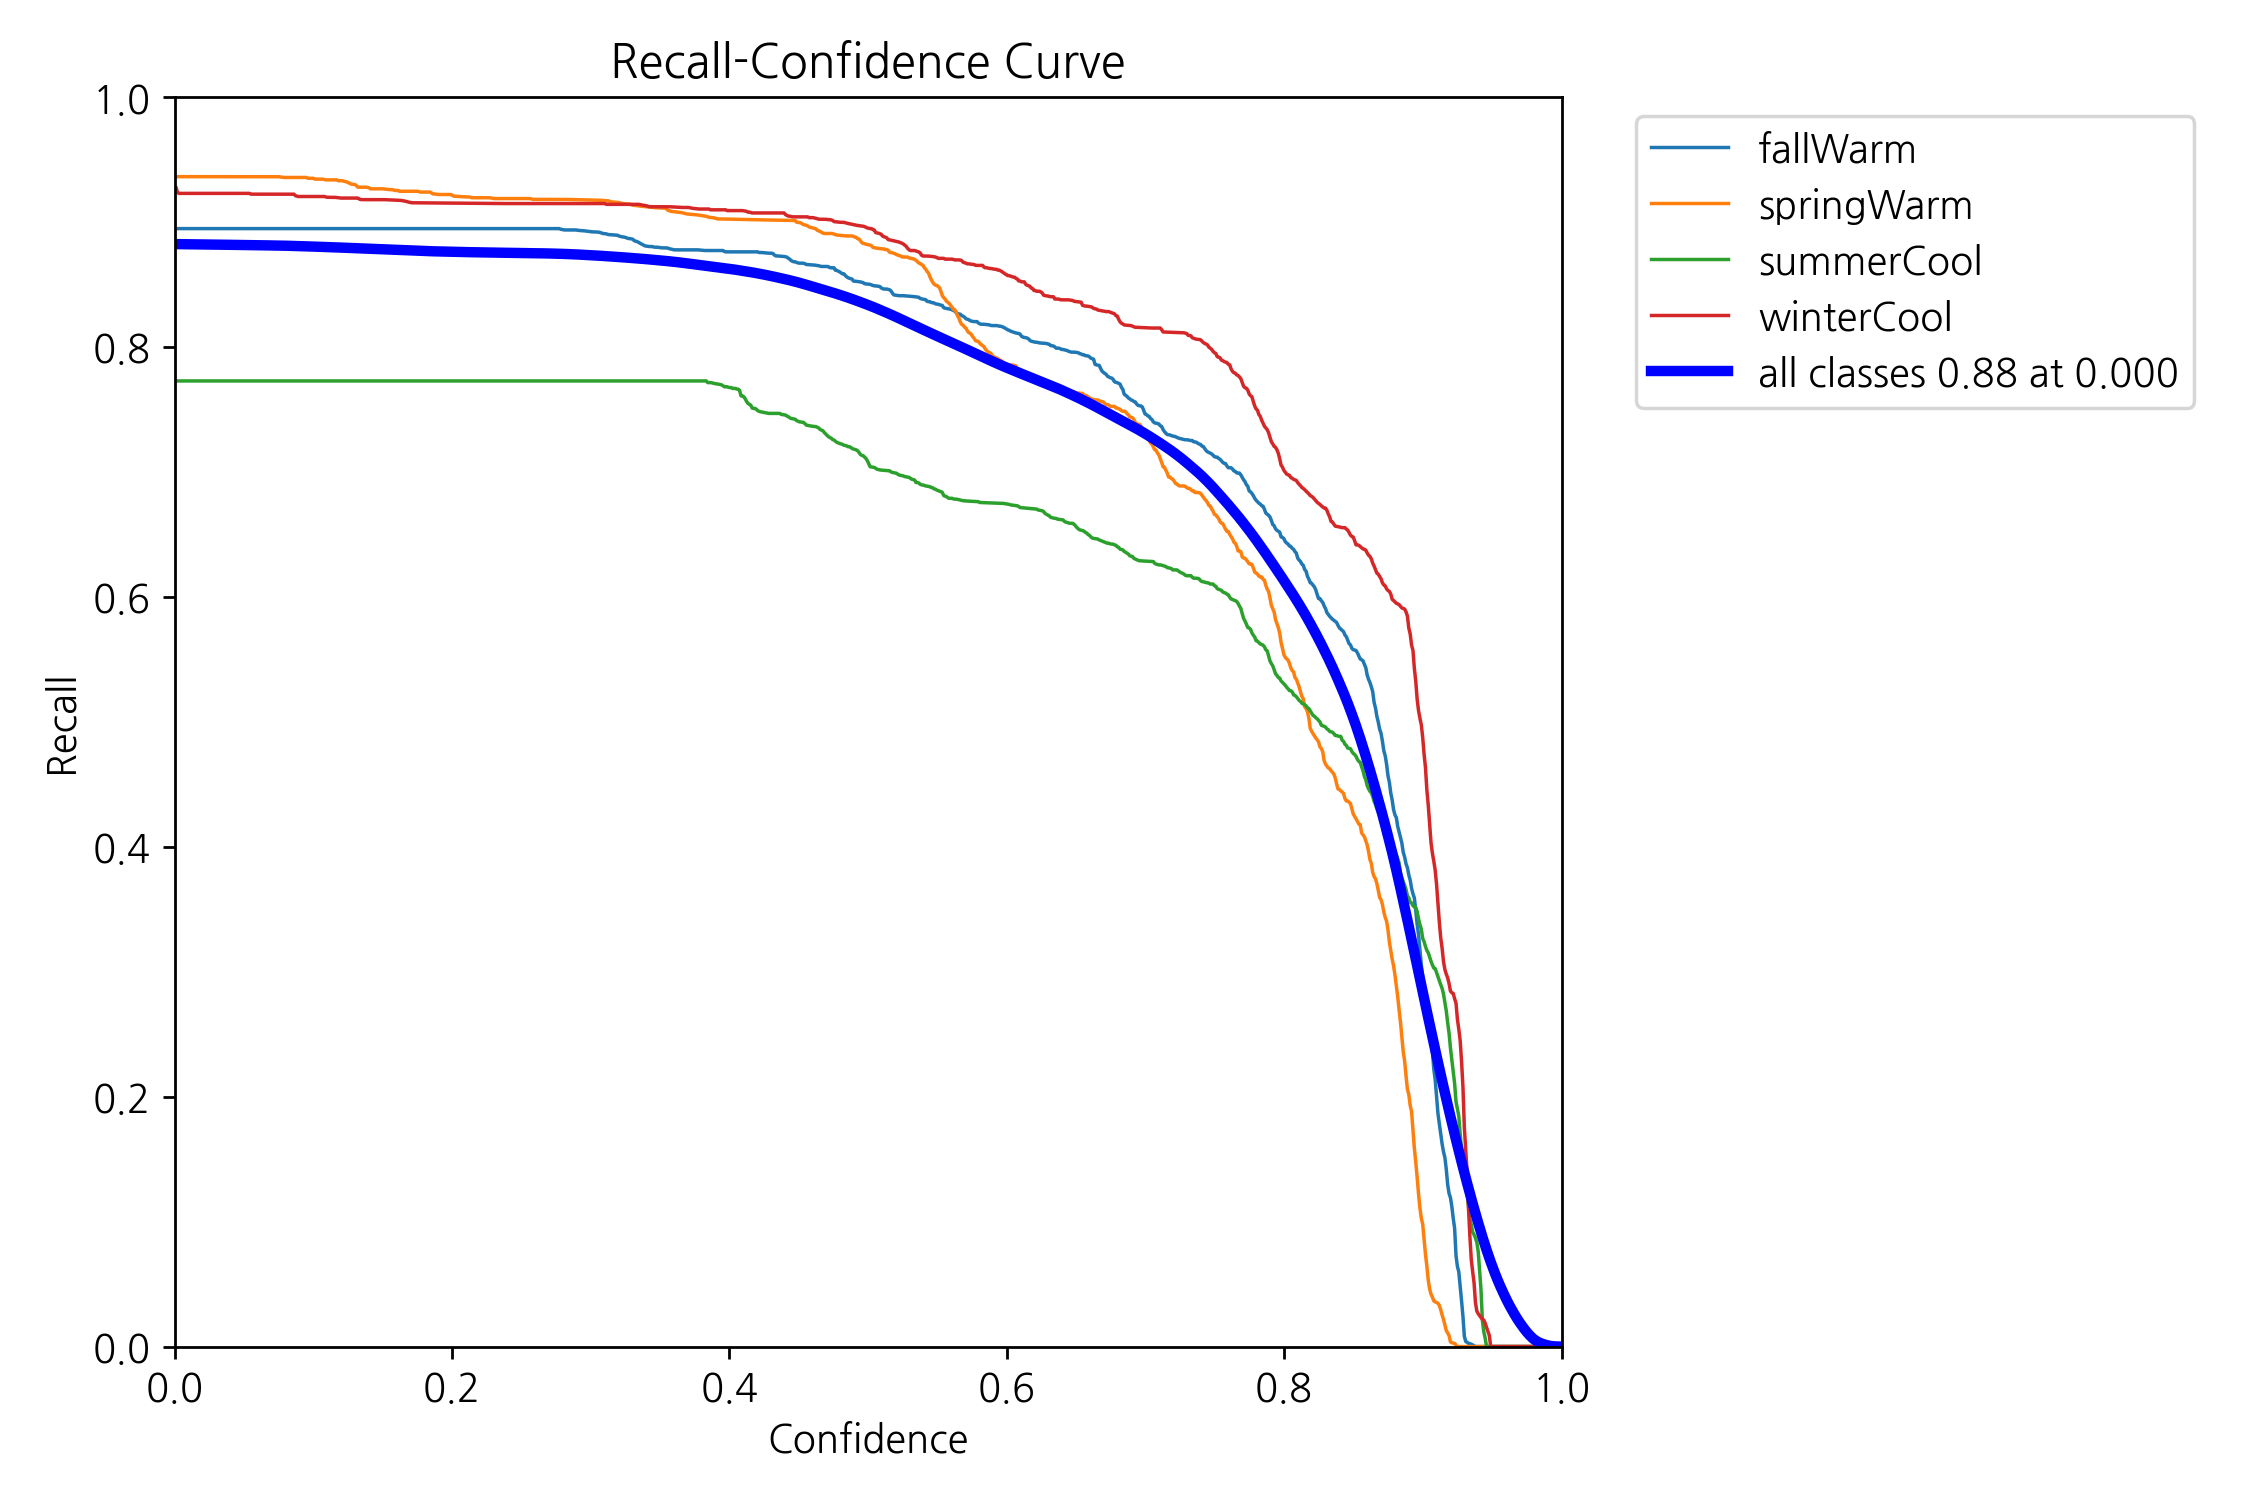 Recall-Confidence Curve
1.0
0.8
0.6
0.4
0.2
0.0
Recall
0.0 0.2 0.4 0.6 0.8 1.0
Confidence
fallWarm
springWarm
summerCool
winterCool
all classes 0.88 at 0.000